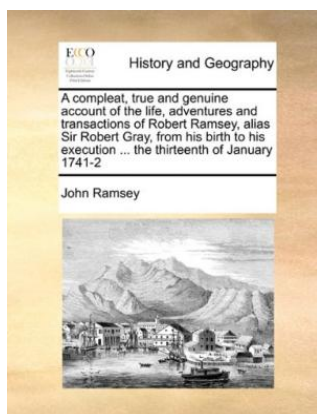 ECCO
History and Geography
A compleat, true and genuine
account of the life, adventures and
transactions of Robert Ramsey, alias
Sir Robert Gray, from his birth to his
execution ... the thirteenth of January
1741-2
John Ramsey